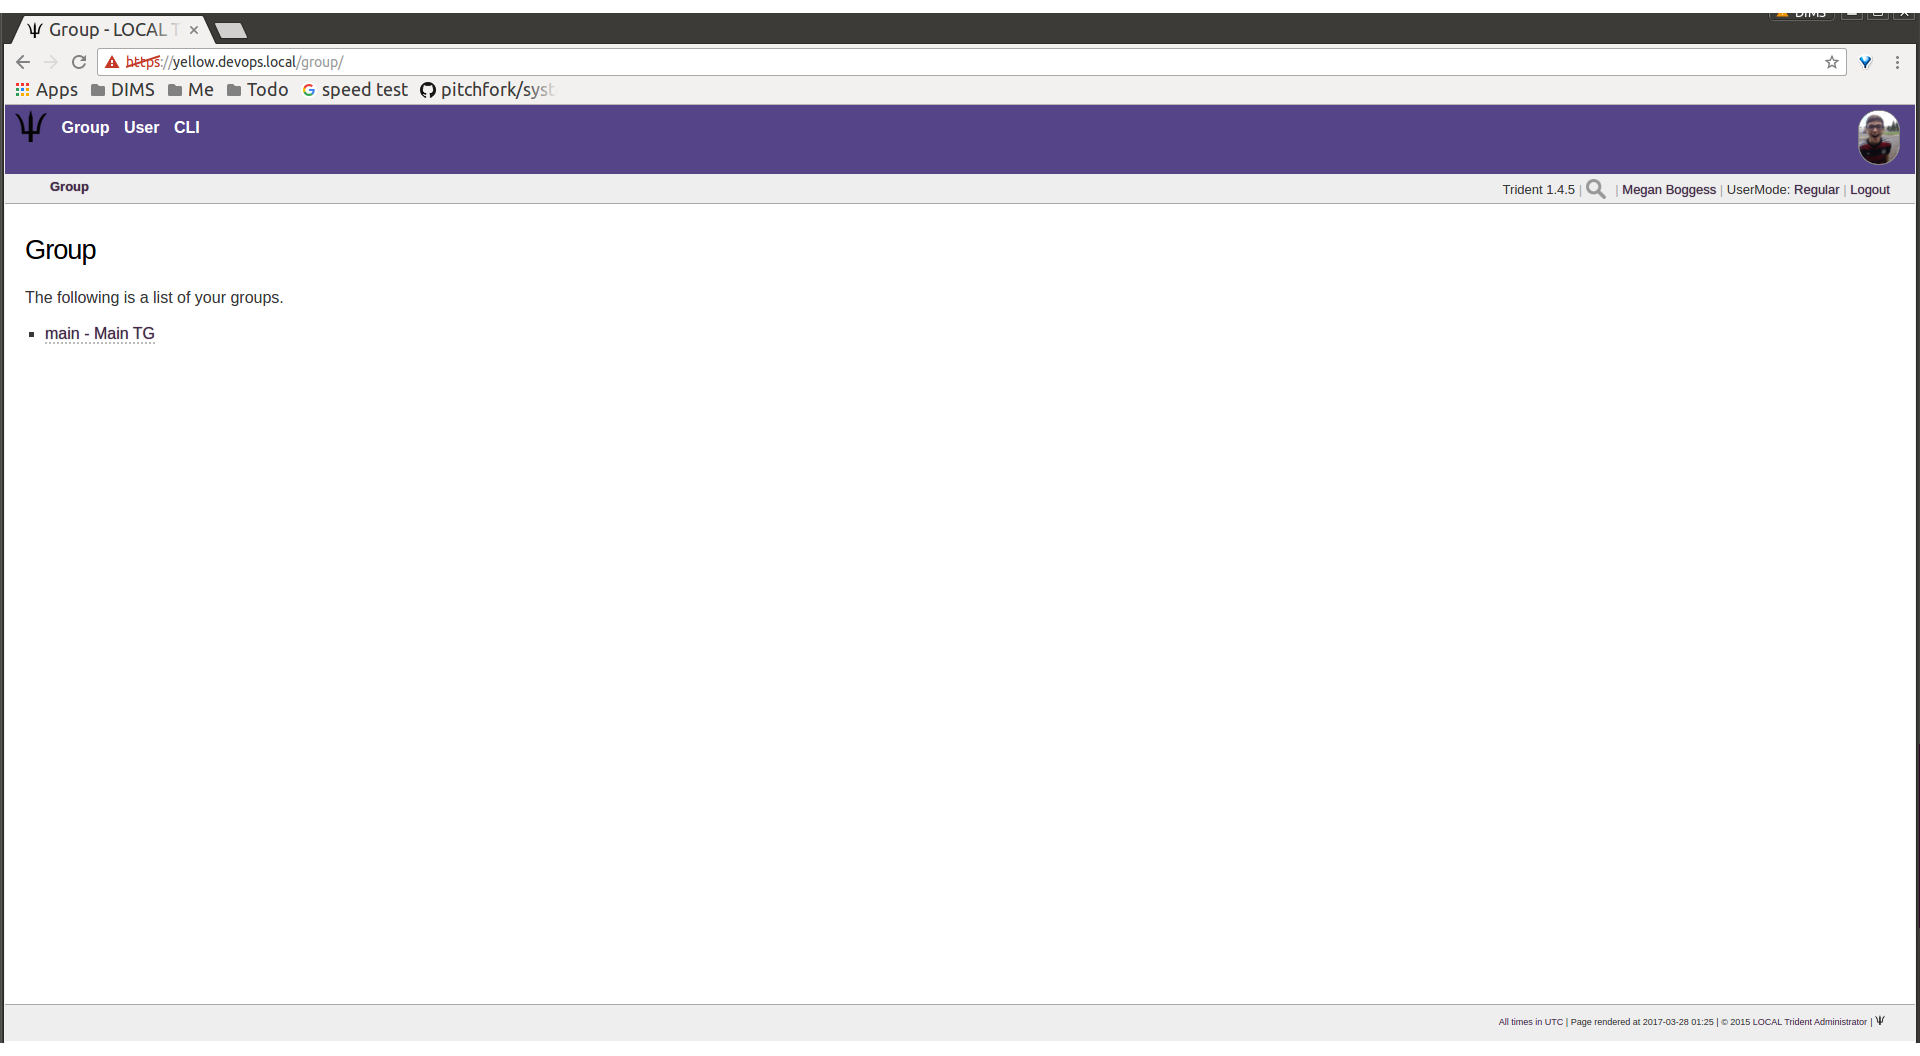 DIMS
Group - LOCAL T
https://yellow.devops.local/group/
Apps DIMS Me Todo speed test pitchfork/syst
Group User CLI
Group
Trident 1.4.5 | | Megan Boggess | UserMode: Regular | Logout
Group
The following is a list of your groups.
main - Main TG
All times in UTC | Page rendered at 2017-03-28 01:25 | © 2015 LOCAL Trident Administrator |